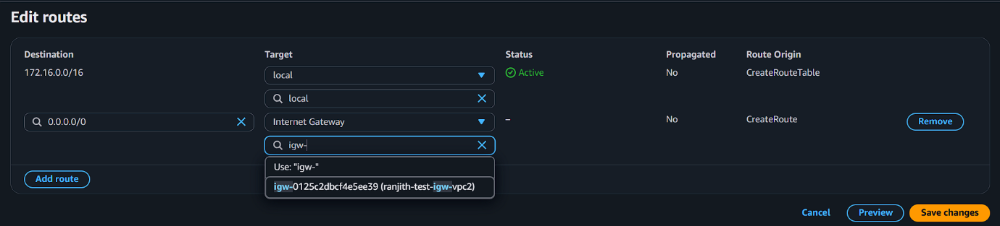 Edit routes
Destination Target Status Propagated Route Origin
172.16.0.0/16 local Active No CreateRouteTable
local
0.0.0.0/0 Internet Gateway – No CreateRoute Remove
igw-
Use: "igw-"
Add route
igw-0125c2dbcf4e5ee39 (ranjith-test-igw-vpc2)
Cancel Preview Save changes